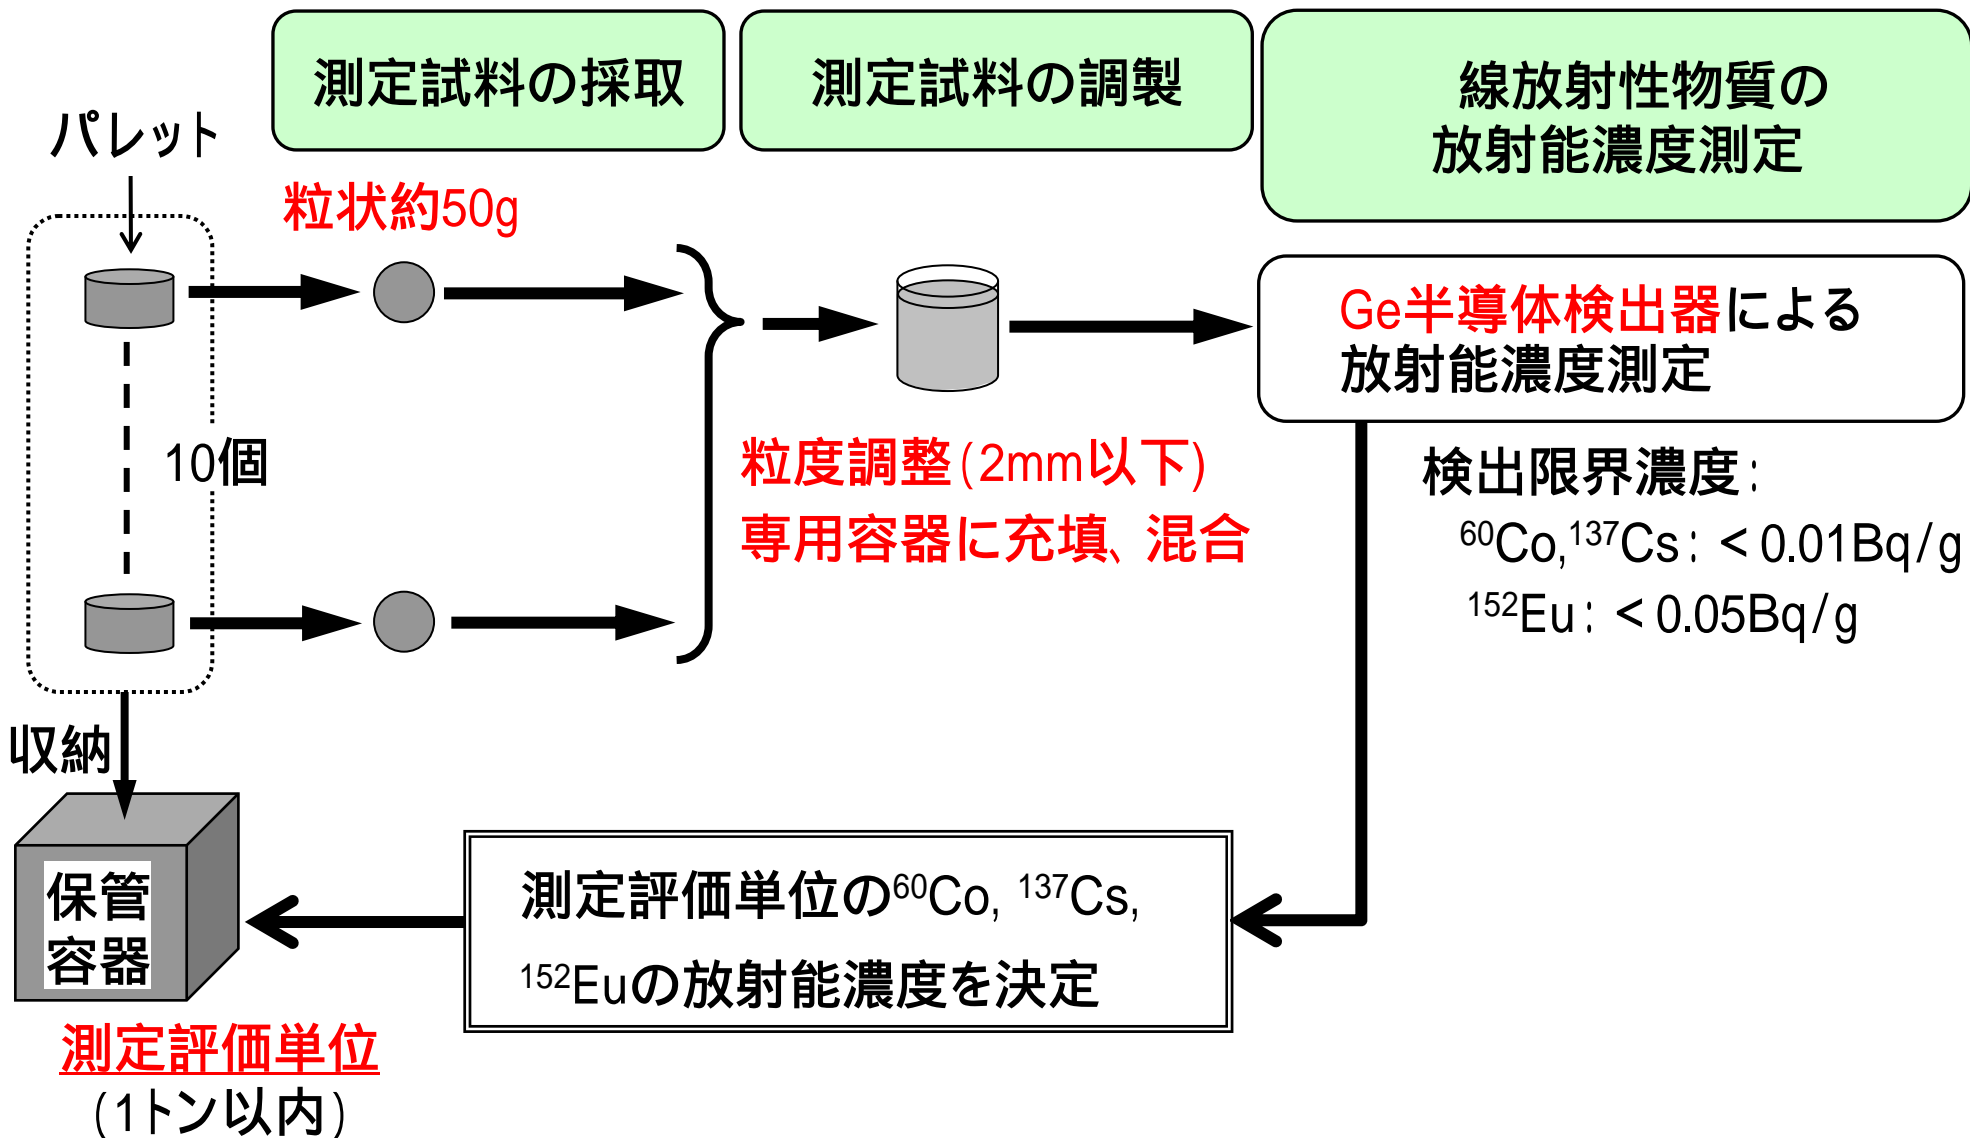 測定試料の採取
測定試料の調製
線放射性物質の
放射能濃度測定
パレット
粒状約50g
10個
Ge半導体検出器による
放射能濃度測定
粒度調整(2mm以下)
専用容器に充填、混合
検出限界濃度:
⁶⁰Co,¹³⁷Cs: <0.01Bq/g
¹⁵²Eu: <0.05Bq/g
収納
保管
容器
測定評価単位の⁶⁰Co, ¹³⁷Cs,
¹⁵²Euの放射能濃度を決定
測定評価単位
(1トン以内)